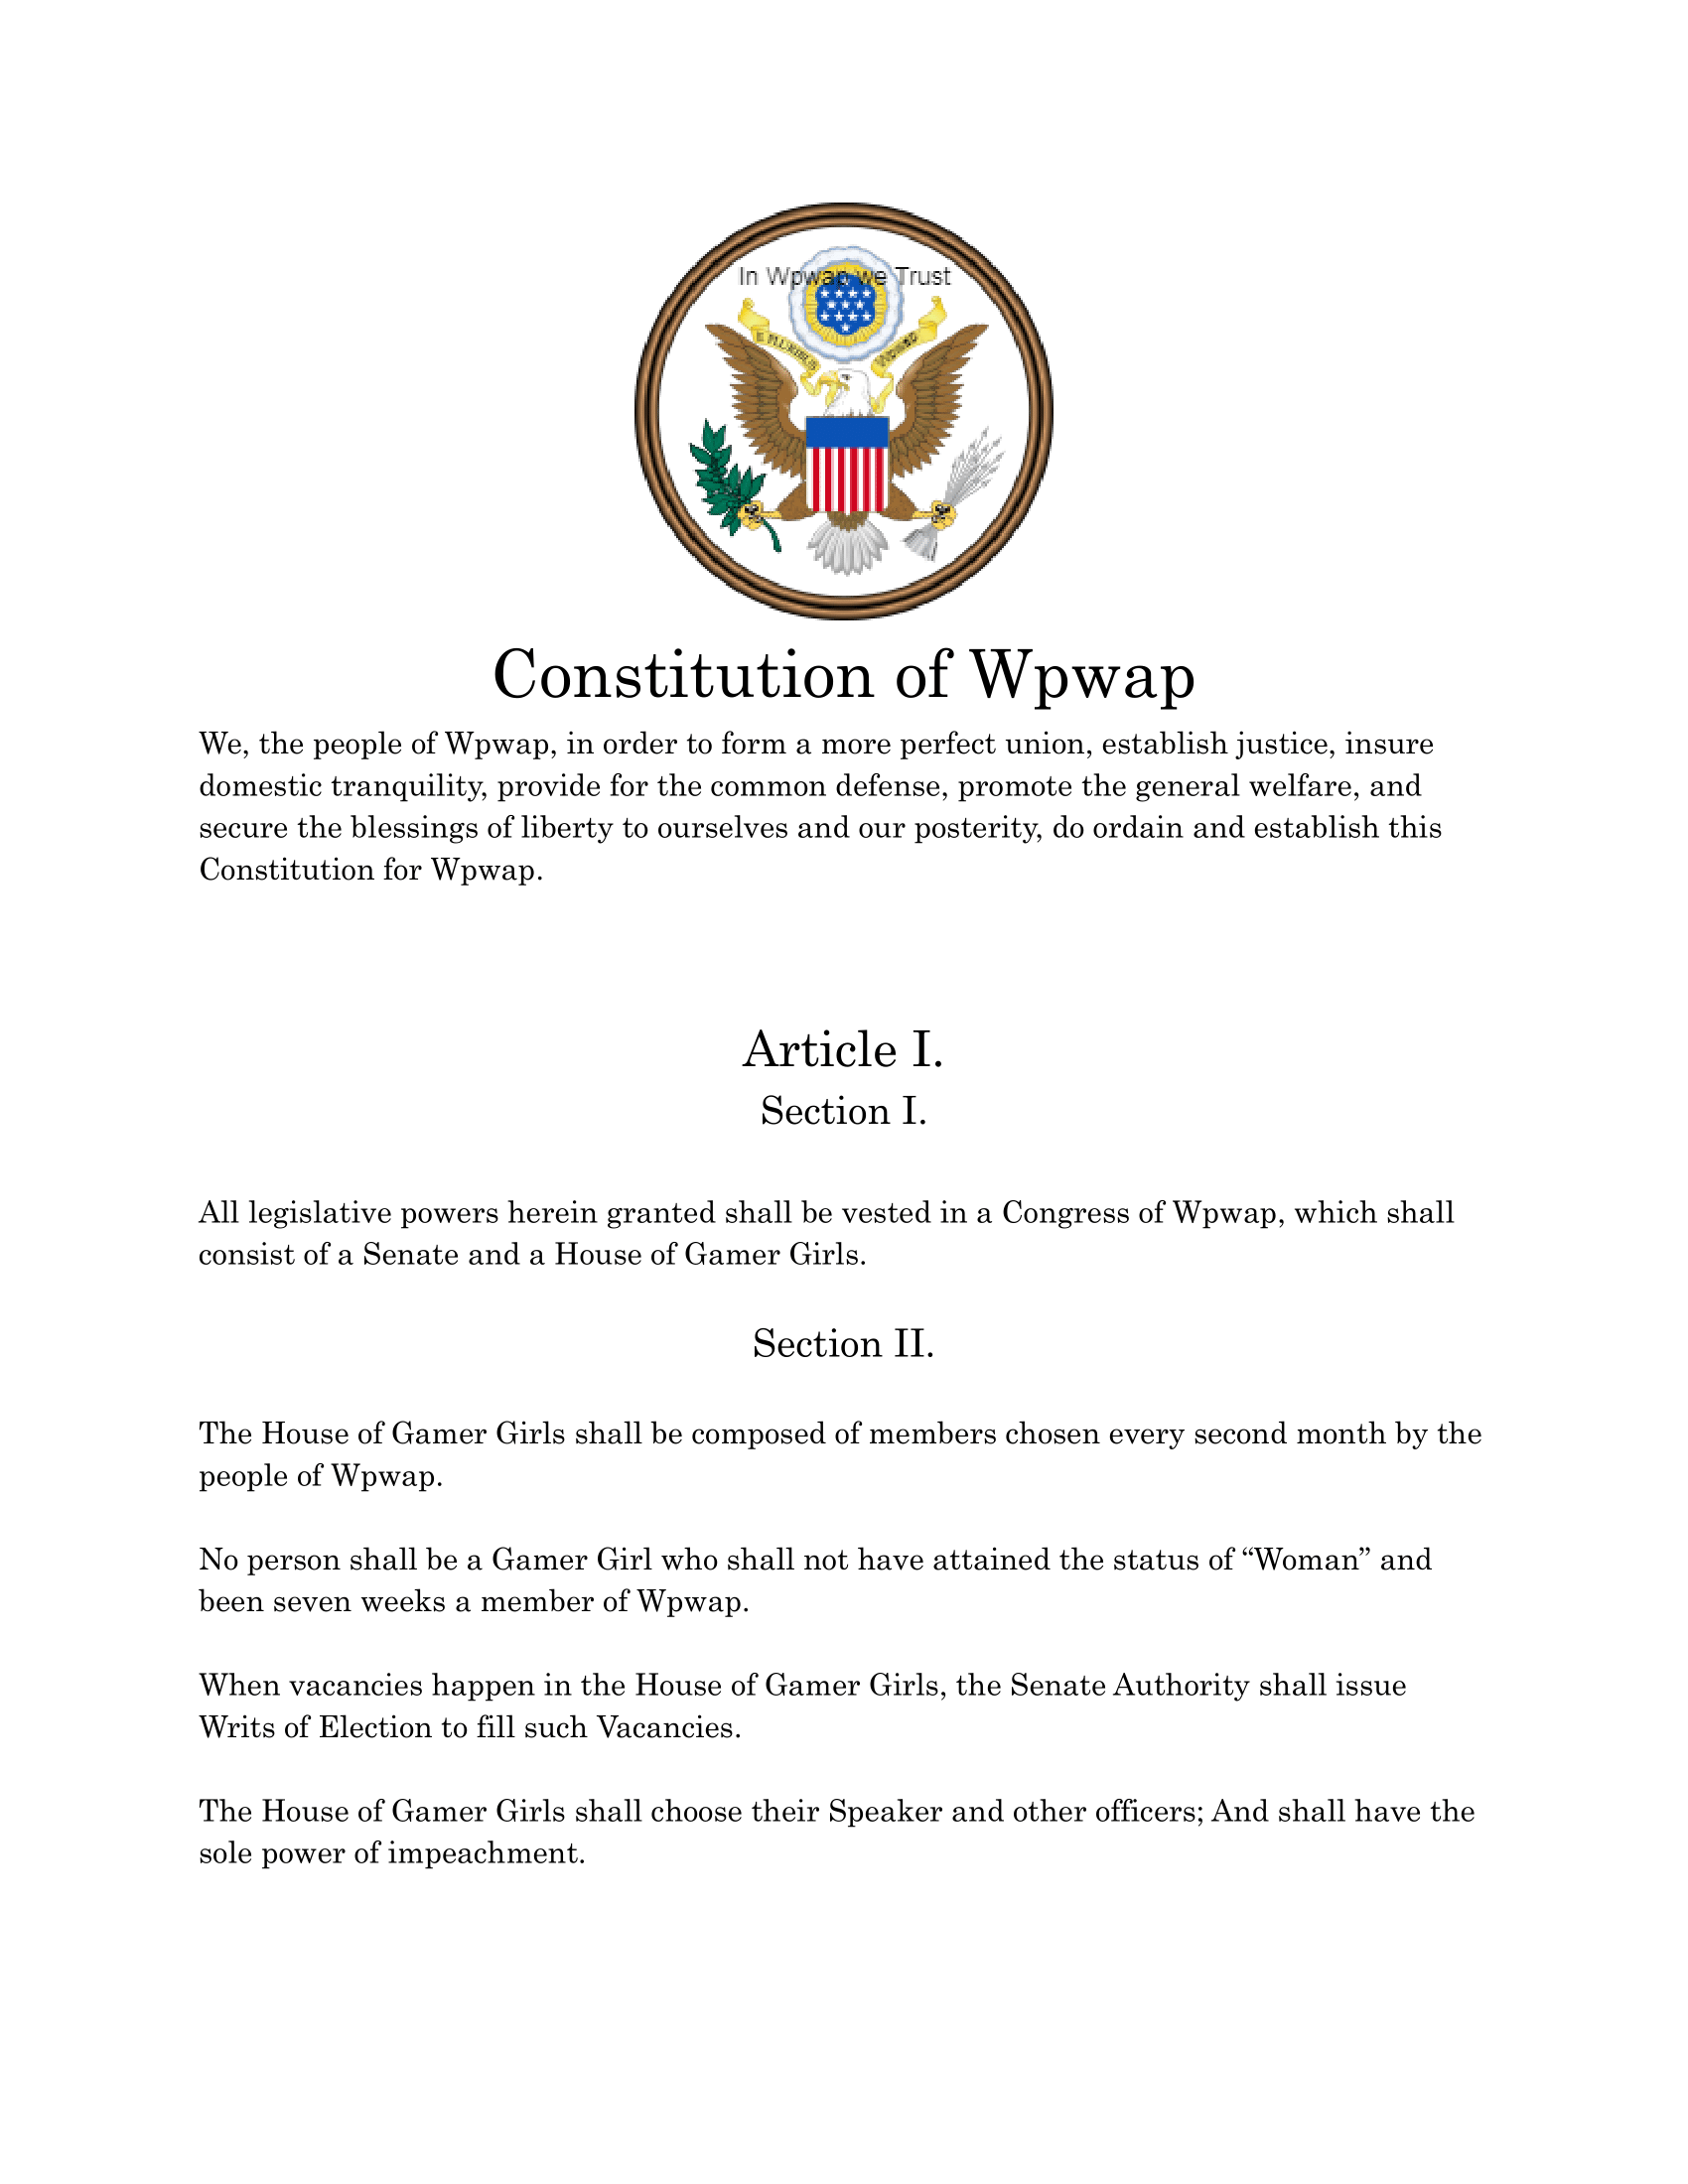 In Wpwap we Trust
E PLURIBUS
Constitution of Wpwap
We, the people of Wpwap, in order to form a more perfect union, establish justice, insure
domestic tranquility, provide for the common defense, promote the general welfare, and
secure the blessings of liberty to ourselves and our posterity, do ordain and establish this
Constitution for Wpwap.
Article I.
Section I.
All legislative powers herein granted shall be vested in a Congress of Wpwap, which shall
consist of a Senate and a House of Gamer Girls.
Section II.
The House of Gamer Girls shall be composed of members chosen every second month by the
people of Wpwap.
No person shall be a Gamer Girl who shall not have attained the status of “Woman” and
been seven weeks a member of Wpwap.
When vacancies happen in the House of Gamer Girls, the Senate Authority shall issue
Writs of Election to fill such Vacancies.
The House of Gamer Girls shall choose their Speaker and other officers; And shall have the
sole power of impeachment.